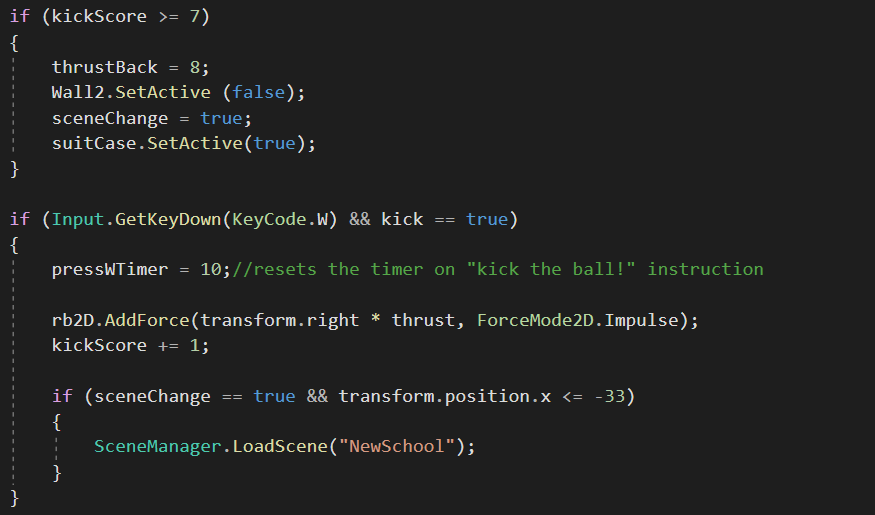 if (kickScore >= 7)
{
    thrustBack = 8;
    Wall2.SetActive (false);
    sceneChange = true;
    suitCase.SetActive(true);
}

if (Input.GetKeyDown(KeyCode.W) && kick == true)
{
    pressWTimer = 10;//resets the timer on "kick the ball!" instruction

    rb2D.AddForce(transform.right * thrust, ForceMode2D.Impulse);
    kickScore += 1;

    if (sceneChange == true && transform.position.x <= -33)
    {
        SceneManager.LoadScene("NewSchool");
    }
}